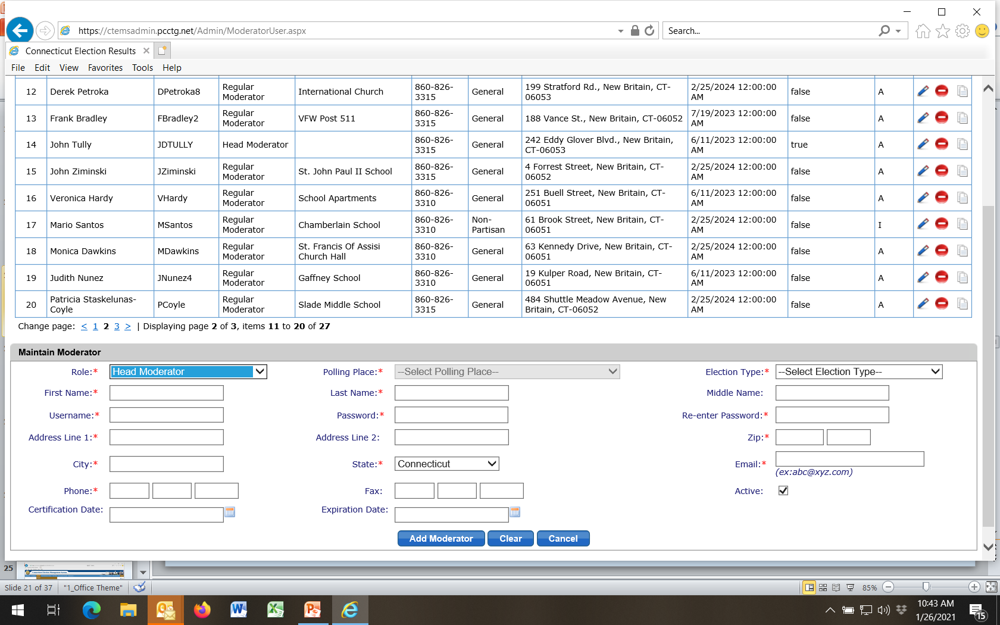 https://ctemsadmin.pcctg.net/Admin/ModeratorUser.aspx
Search...
Connecticut Election Results
File Edit View Favorites Tools Help
12 Derek Petroka DPetroka8 Regular Moderator International Church 860-826-3315 General 199 Stratford Rd., New Britain, CT-06053 2/25/2024 12:00:00 AM false A
13 Frank Bradley FBradley2 Regular Moderator VFW Post 511 860-826-3315 General 188 Vance St., New Britain, CT-06052 7/19/2023 12:00:00 AM false A
14 John Tully JDTULLY Head Moderator 860-826-3315 General 242 Eddy Glover Blvd., New Britain, CT-06053 6/11/2023 12:00:00 AM true A
15 John Ziminski JZiminski Regular Moderator St. John Paul II School 860-826-3315 General 4 Forrest Street, New Britain, CT-06052 2/25/2024 12:00:00 AM false A
16 Veronica Hardy VHardy Regular Moderator School Apartments 860-826-3310 General 251 Buell Street, New Britain, CT-06051 6/11/2023 12:00:00 AM false A
17 Mario Santos MSantos Regular Moderator Chamberlain School 860-826-3310 Non-Partisan 61 Brook Street, New Britain, CT-06051 2/25/2024 12:00:00 AM false I
18 Monica Dawkins MDawkins Regular Moderator St. Francis Of Assisi Church Hall 860-826-3310 General 63 Kennedy Drive, New Britain, CT-06051 2/25/2024 12:00:00 AM false A
19 Judith Nunez JNunez4 Regular Moderator Gaffney School 860-826-3310 General 19 Kulper Road, New Britain, CT-06051 6/11/2023 12:00:00 AM false A
20 Patricia Staskelunas-Coyle PCoyle Regular Moderator Slade Middle School 860-826-3315 General 484 Shuttle Meadow Avenue, New Britain, CT-06052 2/25/2024 12:00:00 AM false A
Change page: < 1 2 3 > | Displaying page 2 of 3, items 11 to 20 of 27
Maintain Moderator
Role:* Head Moderator Polling Place:* --Select Polling Place-- Election Type:* --Select Election Type--
First Name:* Last Name:* Middle Name:
Username:* Password:* Re-enter Password:*
Address Line 1:* Address Line 2: Zip:*
City:* State:* Connecticut Email:*
(ex:abc@xyz.com)
Phone:* Fax: Active:
Certification Date: Expiration Date:
Add Moderator Clear Cancel
25
Slide 21 of 37 "1_Office Theme" 85%
10:43 AM
1/26/2021
15